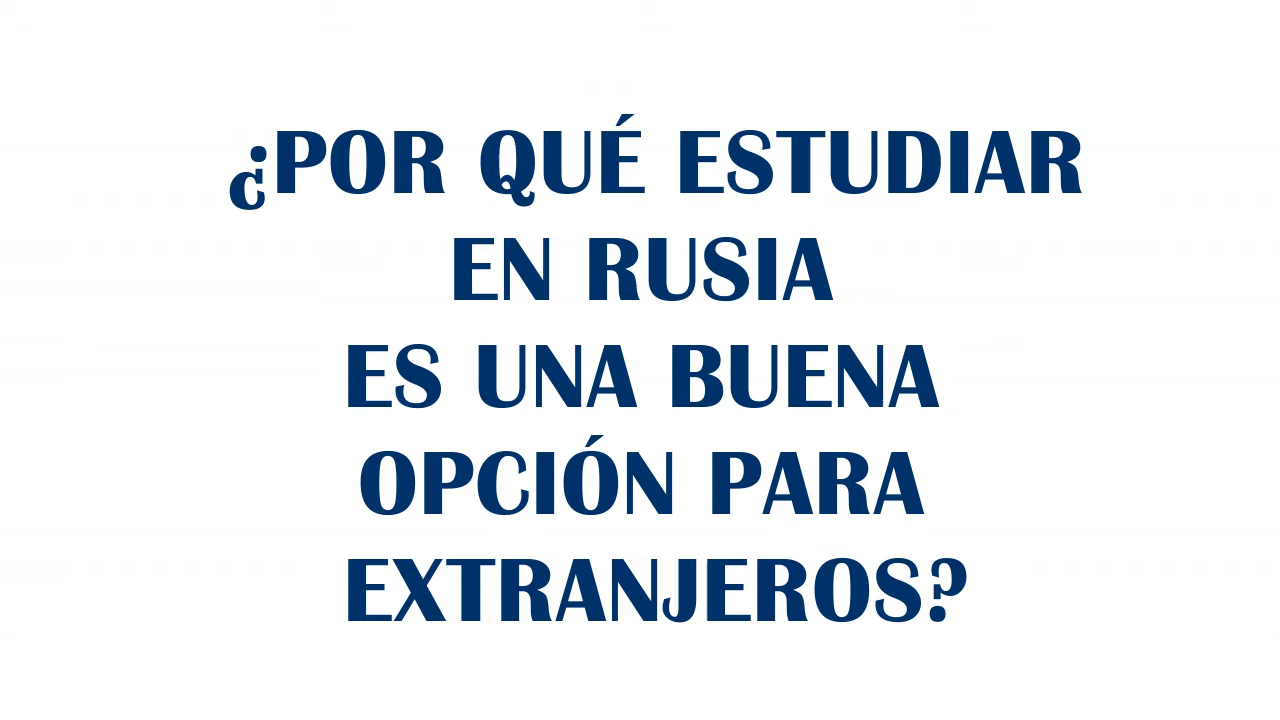 ¿POR QUÉ ESTUDIAR
EN RUSIA
ES UNA BUENA
OPCIÓN PARA
EXTRANJEROS?